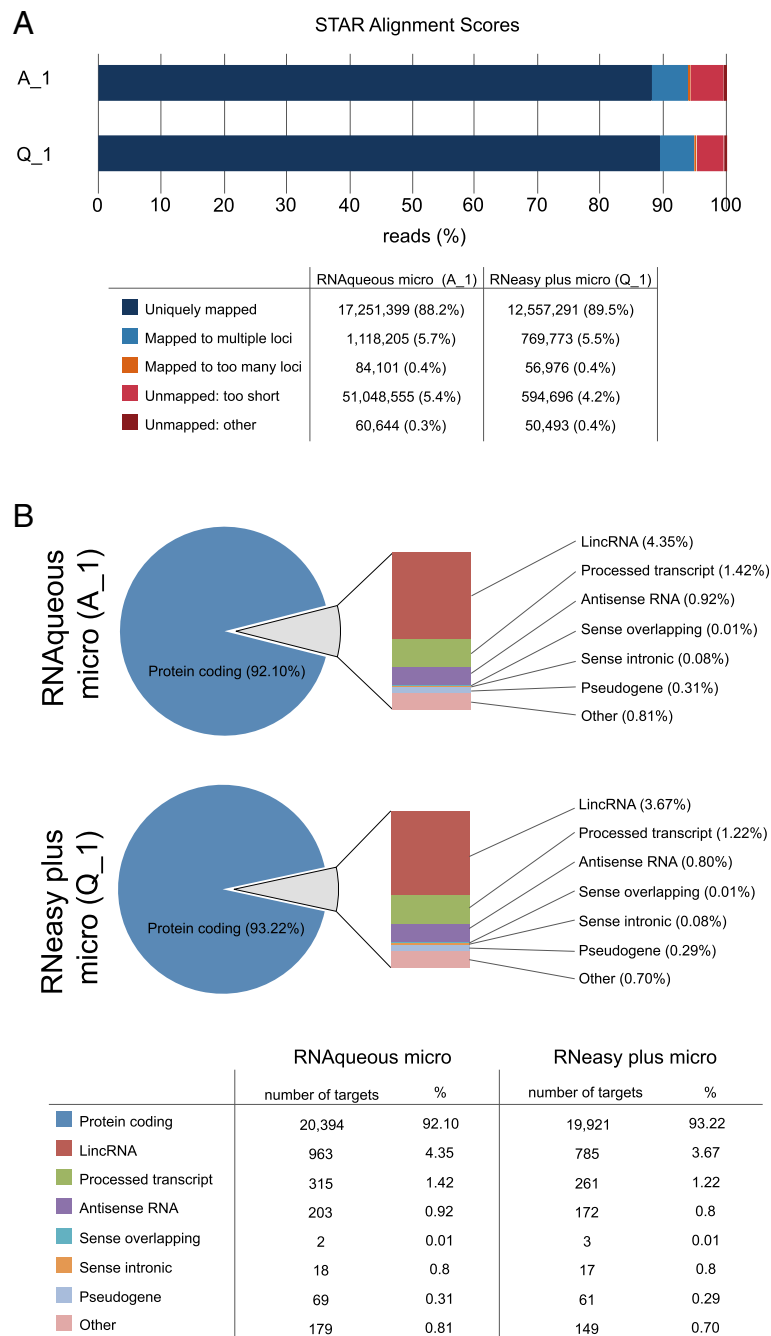 A
STAR Alignment Scores
A_1
Q_1
0 10 20 30 40 50 60 70 80 90 100
reads (%)
RNAqueous micro (A_1) RNeasy plus micro (Q_1)
Uniquely mapped 17,251,399 (88.2%) 12,557,291 (89.5%)
Mapped to multiple loci 1,118,205 (5.7%) 769,773 (5.5%)
Mapped to too many loci 84,101 (0.4%) 56,976 (0.4%)
Unmapped: too short 51,048,555 (5.4%) 594,696 (4.2%)
Unmapped: other 60,644 (0.3%) 50,493 (0.4%)
B
RNAqueous
micro (A_1)
Protein coding (92.10%)
LincRNA (4.35%)
Processed transcript (1.42%)
Antisense RNA (0.92%)
Sense overlapping (0.01%)
Sense intronic (0.08%)
Pseudogene (0.31%)
Other (0.81%)
RNeasy plus
micro (Q_1)
Protein coding (93.22%)
LincRNA (3.67%)
Processed transcript (1.22%)
Antisense RNA (0.80%)
Sense overlapping (0.01%)
Sense intronic (0.08%)
Pseudogene (0.29%)
Other (0.70%)
RNAqueous micro RNeasy plus micro
number of targets % number of targets %
Protein coding 20,394 92.10 19,921 93.22
LincRNA 963 4.35 785 3.67
Processed transcript 315 1.42 261 1.22
Antisense RNA 203 0.92 172 0.8
Sense overlapping 2 0.01 3 0.01
Sense intronic 18 0.8 17 0.8
Pseudogene 69 0.31 61 0.29
Other 179 0.81 149 0.70